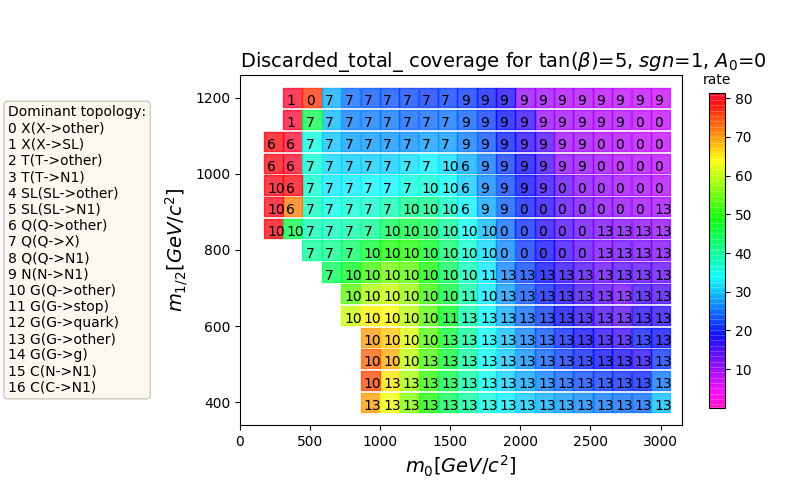 Discarded_total_ coverage for tan(β)=5, sgn=1, A₀=0
rate
Dominant topology:
0 X(X->other)
1 X(X->SL)
2 T(T->other)
3 T(T->N1)
4 SL(SL->other)
5 SL(SL->N1)
6 Q(Q->other)
7 Q(Q->X)
8 Q(Q->N1)
9 N(N->N1)
10 G(Q->other)
11 G(G->stop)
12 G(G->quark)
13 G(G->other)
14 G(G->g)
15 C(N->N1)
16 C(C->N1)
m₁/₂[GeV/c²]
1200
1000
800
600
400
1 0 7 7 7 7 7 7 7 9 9 9 9 9 9 9 9 9 9 9
1 7 7 7 7 7 7 7 7 9 9 9 9 9 9 9 9 9 0 0
6 6 7 7 7 7 7 7 7 7 6 9 9 9 9 9 9 9 0 0 0
6 6 7 7 7 7 7 7 7 10 6 9 9 9 9 9 9 0 0 0 0
10 6 7 7 7 7 7 7 10 10 6 9 9 9 9 9 0 0 0 0 0
10 6 7 7 7 7 7 10 10 10 6 9 9 0 0 0 0 0 0 0 13
10 10 7 7 7 7 10 10 10 10 10 10 0 0 0 0 0 13 13 13 13
7 7 7 10 10 10 10 10 10 10 0 0 0 0 0 13 13 13 13
7 10 10 10 10 10 10 10 11 13 13 13 13 13 13 13 13 13
10 10 10 10 10 10 11 10 13 13 13 13 13 13 13 13 13
10 10 10 10 10 11 13 13 13 13 13 13 13 13 13 13 13
10 10 10 10 13 13 13 13 13 13 13 13 13 13 13 13
10 10 10 13 13 13 13 13 13 13 13 13 13 13 13 13
10 13 13 13 13 13 13 13 13 13 13 13 13 13 13 13
13 13 13 13 13 13 13 13 13 13 13 13 13 13 13 13
0 500 1000 1500 2000 2500 3000
m₀[GeV/c²]
80
70
60
50
40
30
20
10